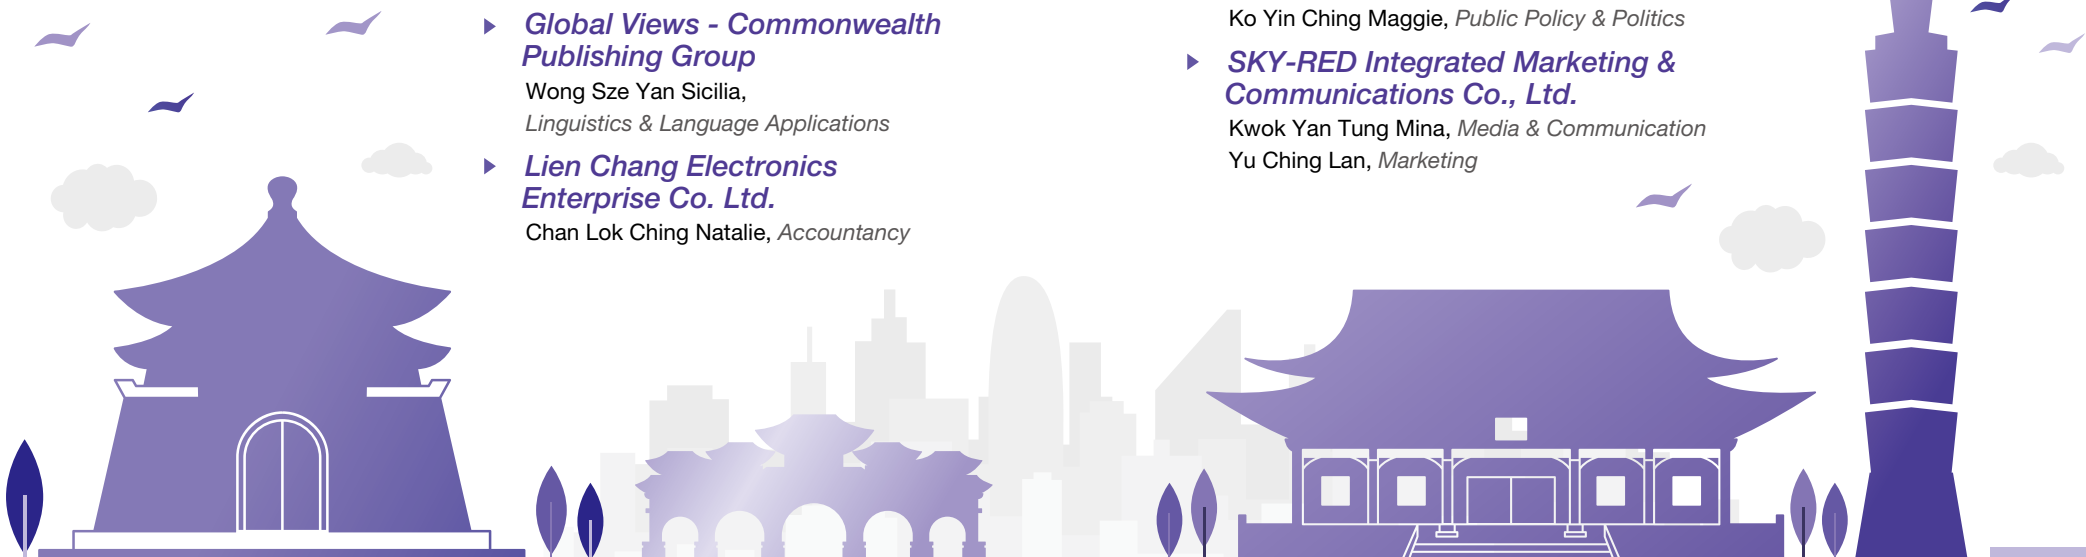 Global Views - Commonwealth
Publishing Group
Wong Sze Yan Sicilia,
Linguistics & Language Applications
Lien Chang Electronics
Enterprise Co. Ltd.
Chan Lok Ching Natalie, Accountancy
Ko Yin Ching Maggie, Public Policy & Politics
SKY-RED Integrated Marketing &
Communications Co., Ltd.
Kwok Yan Tung Mina, Media & Communication
Yu Ching Lan, Marketing